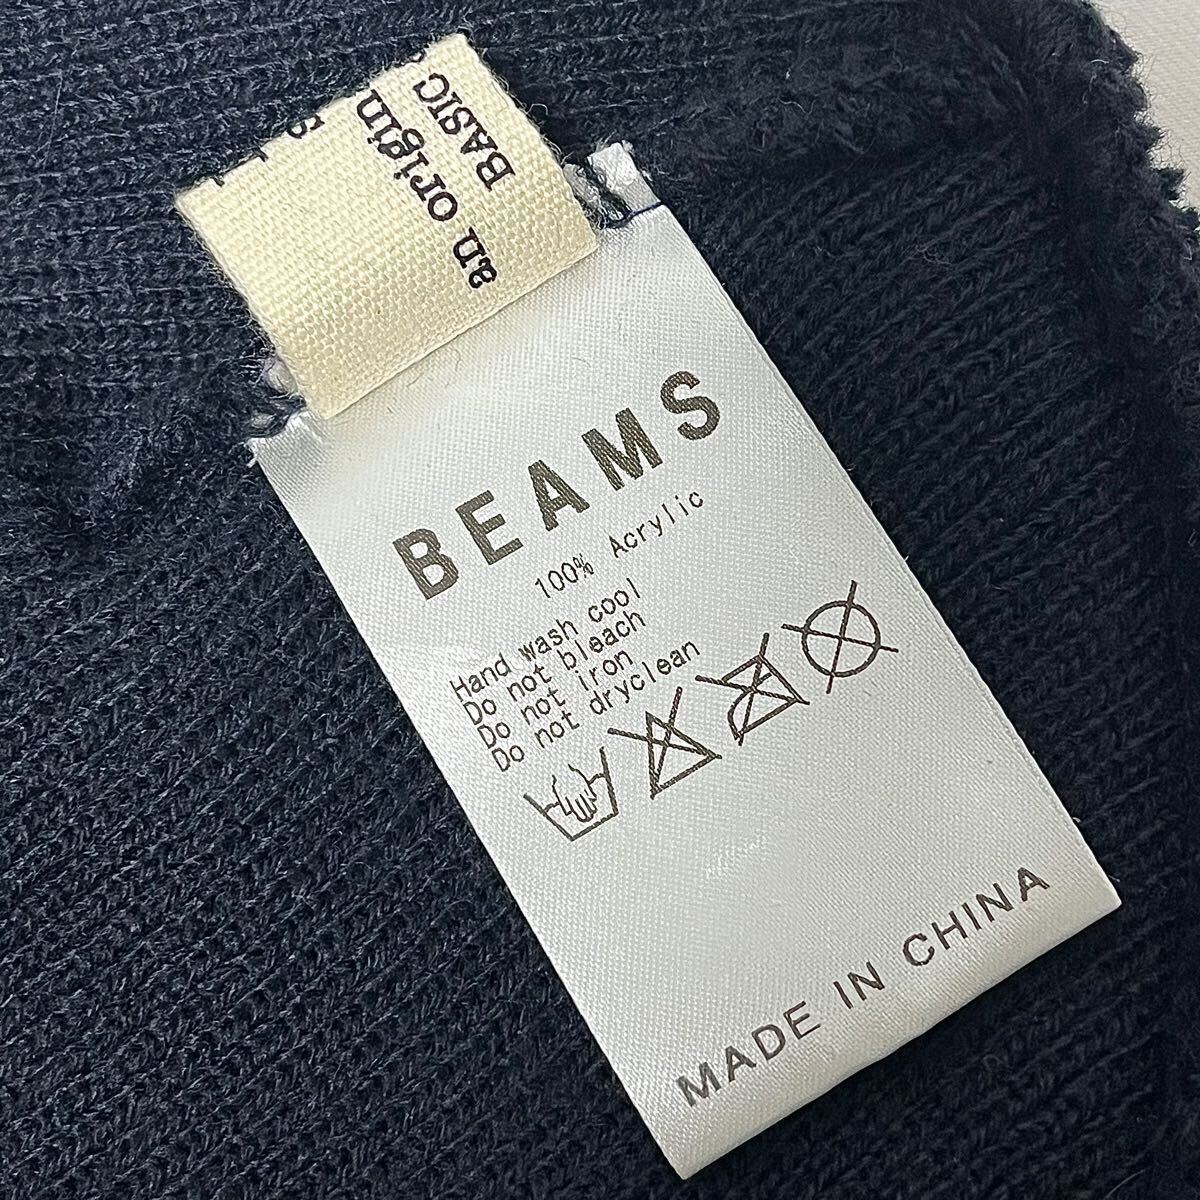 an origin
BASIC
BEAMS
100% Acrylic
Hand wash cool
Do not bleach
Do not iron
Do not dryclean
MADE IN CHINA